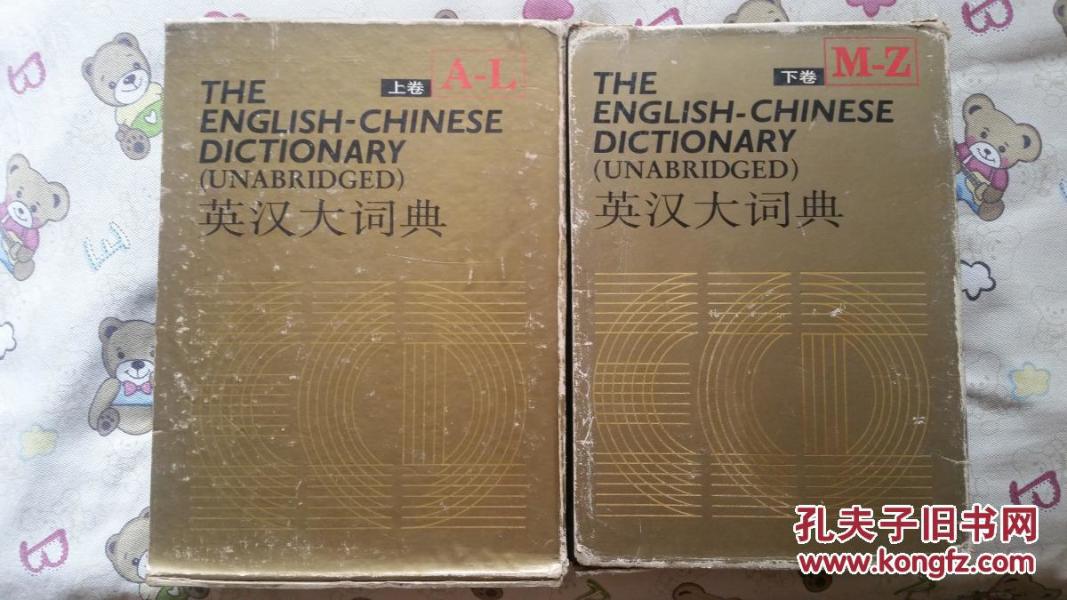 上卷
A-L
THE
ENGLISH-CHINESE
DICTIONARY
(UNABRIDGED)
英汉大词典
下卷
M-Z
THE
ENGLISH-CHINESE
DICTIONARY
(UNABRIDGED)
英汉大词典
孔夫子旧书网
www.kongfz.com